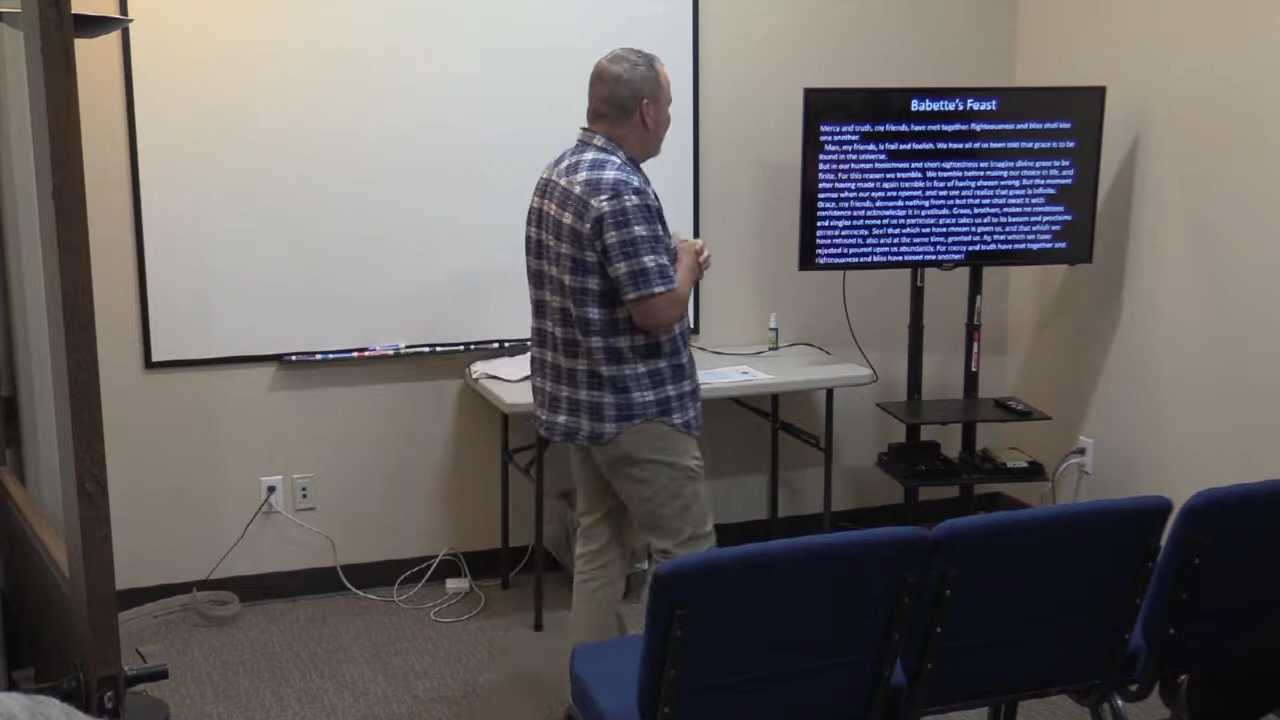 Babette's Feast
Mercy and truth, my friends, have met together. Righteousness and bliss shall kiss
one another.
Man, my friends, is frail and foolish. We have all of us been told that grace is to be
found in the universe.
But in our human foolishness and short-sightedness we imagine divine grace to be
finite. For this reason we tremble. We tremble before making our choice in life, and
after having made it again tremble in fear of having chosen wrong. But the moment
comes when our eyes are opened, and we see and realize that grace is infinite.
Grace, my friends, demands nothing from us but that we shall await it with
confidence and acknowledge it in gratitude. Grace, brothers, makes no conditions
and singles out none of us in particular; grace takes us all to its bosom and proclaims
general amnesty. See! that which we have chosen is given us, and that which we
have refused is, also and at the same time, granted us. Ay, that which we have
rejected is poured upon us abundantly. For mercy and truth have met together and
righteousness and bliss have kissed one another!